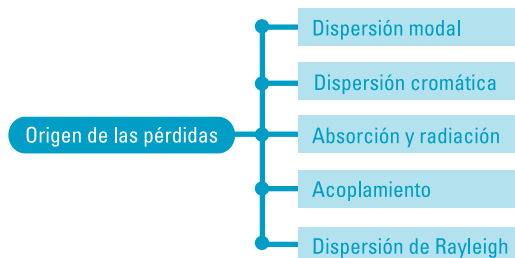 Dispersión modal
Dispersión cromática
Origen de las pérdidas
Absorción y radiación
Acoplamiento
Dispersión de Rayleigh